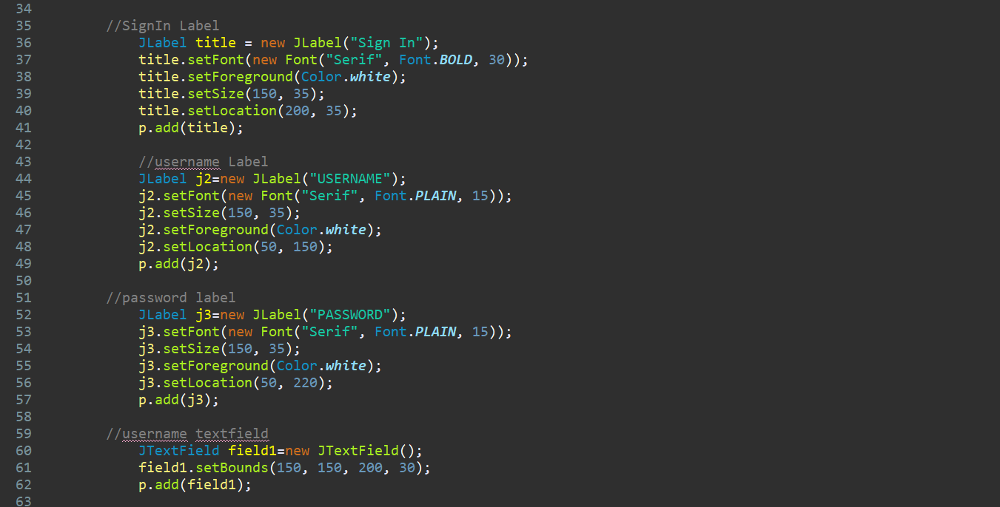 34
35 //SignIn Label
36 JLabel title = new JLabel("Sign In");
37 title.setFont(new Font("Serif", Font.BOLD, 30));
38 title.setForeground(Color.white);
39 title.setSize(150, 35);
40 title.setLocation(200, 35);
41 p.add(title);
42
43 //username Label
44 JLabel j2=new JLabel("USERNAME");
45 j2.setFont(new Font("Serif", Font.PLAIN, 15));
46 j2.setSize(150, 35);
47 j2.setForeground(Color.white);
48 j2.setLocation(50, 150);
49 p.add(j2);
50
51 //password label
52 JLabel j3=new JLabel("PASSWORD");
53 j3.setFont(new Font("Serif", Font.PLAIN, 15));
54 j3.setSize(150, 35);
55 j3.setForeground(Color.white);
56 j3.setLocation(50, 220);
57 p.add(j3);
58
59 //username textfield
60 JTextField field1=new JTextField();
61 field1.setBounds(150, 150, 200, 30);
62 p.add(field1);
63